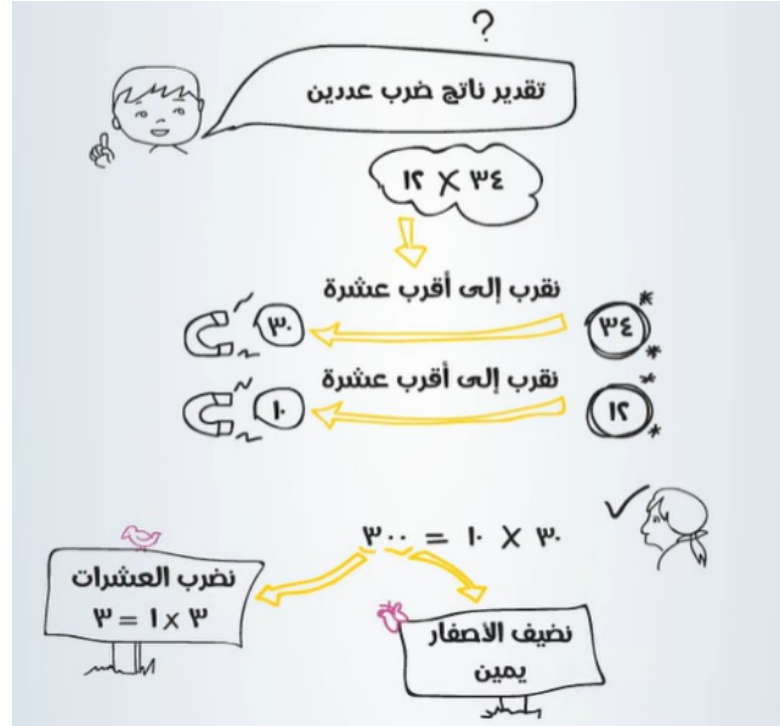 ?
تقدير ناتج ضرب عددين
٣٤ × ١٢
نقرب إلى أقرب عشرة
٣٤
٣٠
نقرب إلى أقرب عشرة
١٢
١٠
٣٠ × ١٠ = ٣٠٠
نضرب العشرات
٣ × ١ = ٣
نضيف الأصفار
يمين